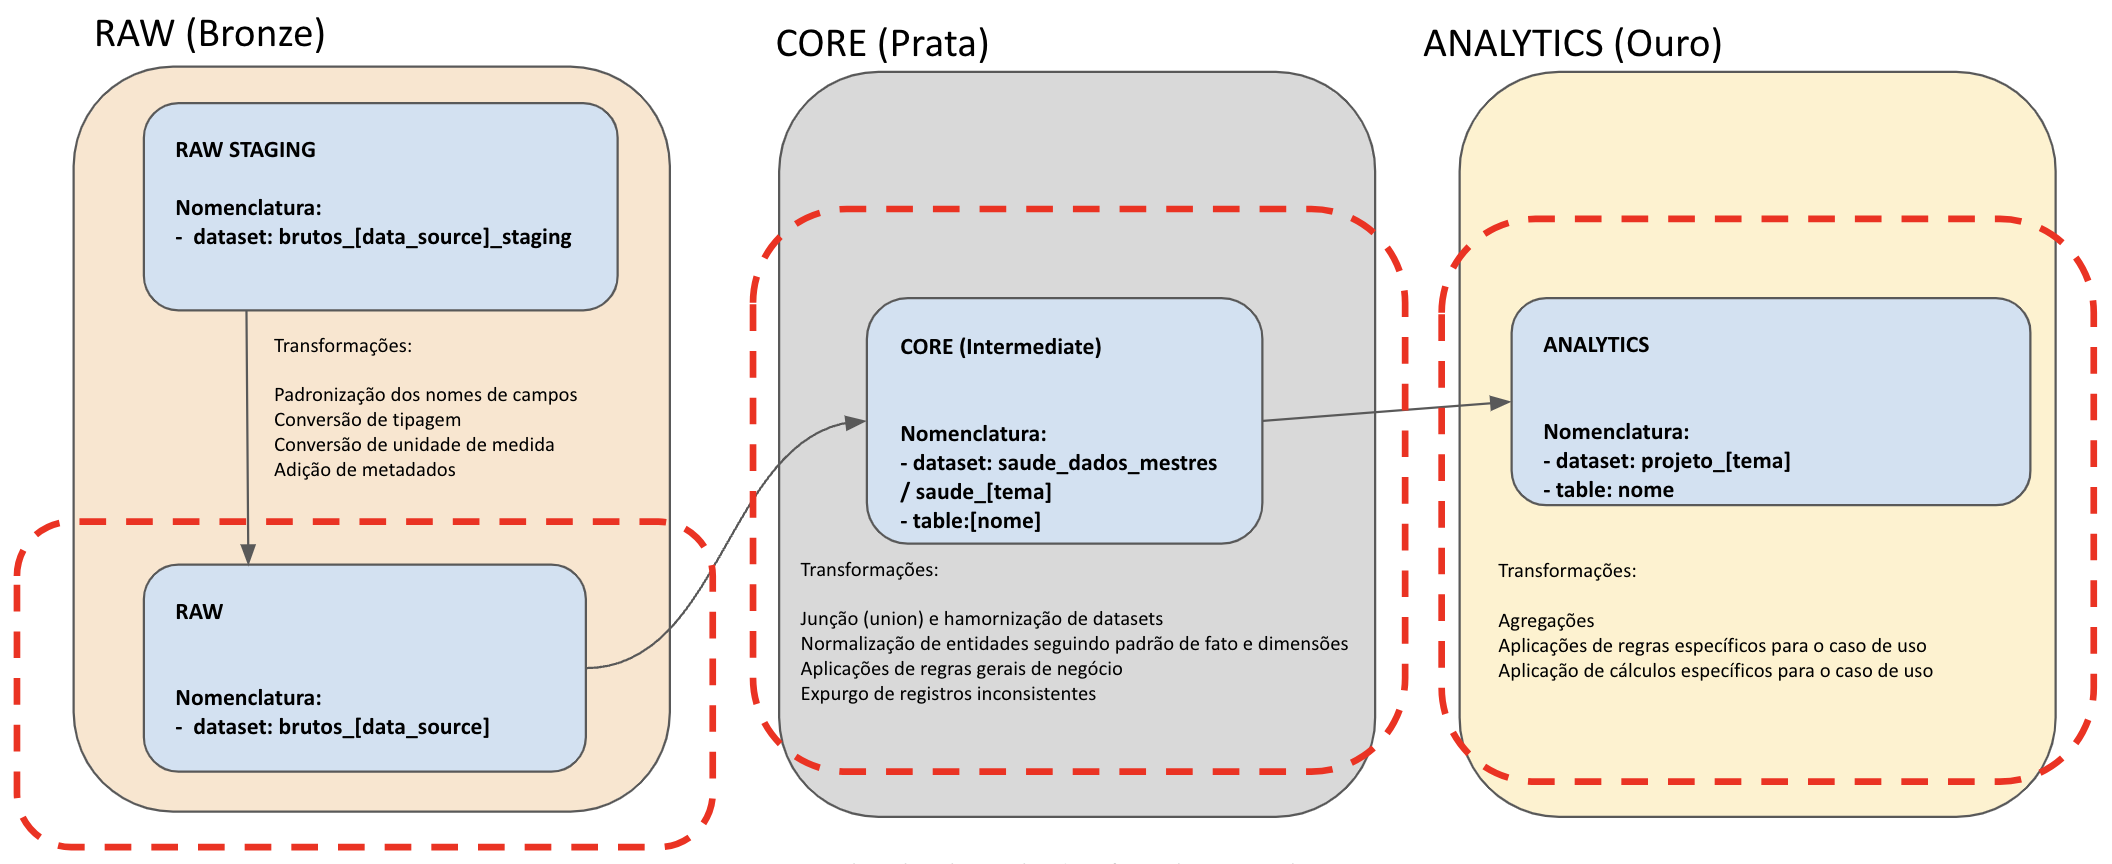 RAW (Bronze)
RAW STAGING
Nomenclatura:
- dataset: brutos_[data_source]_staging
Transformações:
Padronização dos nomes de campos
Conversão de tipagem
Conversão de unidade de medida
Adição de metadados
RAW
Nomenclatura:
- dataset: brutos_[data_source]
CORE (Prata)
CORE (Intermediate)
Nomenclatura:
- dataset: saude_dados_mestres
/ saude_[tema]
- table:[nome]
Transformações:
Junção (union) e hamornização de datasets
Normalização de entidades seguindo padrão de fato e dimensões
Aplicações de regras gerais de negócio
Expurgo de registros inconsistentes
ANALYTICS (Ouro)
ANALYTICS
Nomenclatura:
- dataset: projeto_[tema]
- table: nome
Transformações:
Agregações
Aplicações de regras específicos para o caso de uso
Aplicação de cálculos específicos para o caso de uso